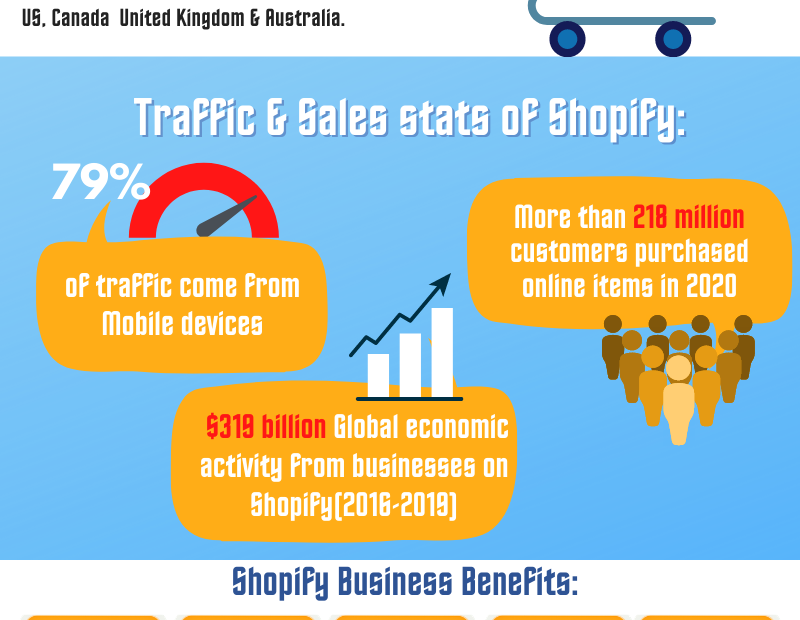 US, Canada  United Kingdom & Australia.
Traffic & Sales stats of Shopify:
79%
of traffic come from
Mobile devices
More than 218 million
customers purchased
online items in 2020
$319 billion Global economic
activity from businesses on
Shopify(2016-2019)
Shopify Business Benefits: